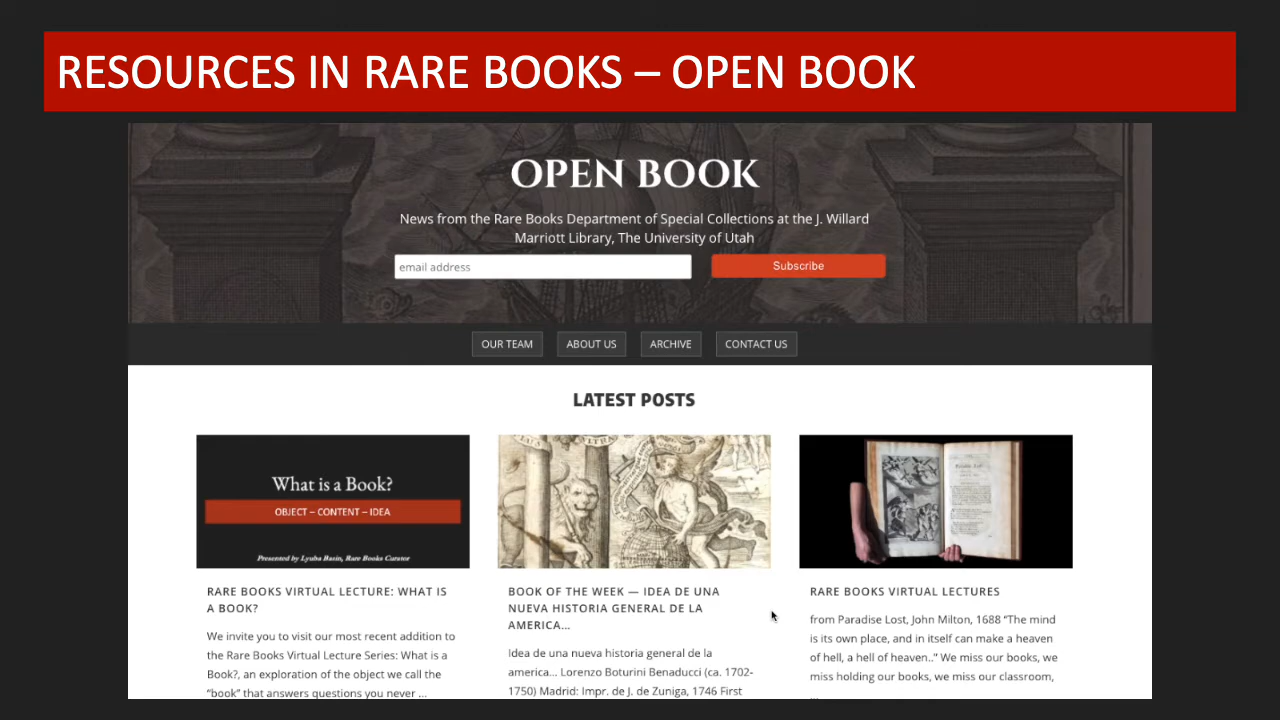 RESOURCES IN RARE BOOKS – OPEN BOOK
OPEN BOOK
News from the Rare Books Department of Special Collections at the J. Willard
Marriott Library, The University of Utah
email address
Subscribe
OUR TEAM
ABOUT US
ARCHIVE
CONTACT US
LATEST POSTS
What is a Book?
OBJECT – CONTENT – IDEA
Presented by Lyuba Basin, Rare Books Curator
RARE BOOKS VIRTUAL LECTURE: WHAT IS
A BOOK?
We invite you to visit our most recent addition to
the Rare Books Virtual Lecture Series: What is a
Book?, an exploration of the object we call the
“book” that answers questions you never ...
BOOK OF THE WEEK — IDEA DE UNA
NUEVA HISTORIA GENERAL DE LA
AMERICA...
Idea de una nueva historia general de la
america... Lorenzo Boturini Benaducci (ca. 1702-
1750) Madrid: Impr. de J. de Zuniga, 1746 First
RARE BOOKS VIRTUAL LECTURES
from Paradise Lost, John Milton, 1688 “The mind
is its own place, and in itself can make a heaven
of hell, a hell of heaven..” We miss our books, we
miss holding our books, we miss our classroom,
...